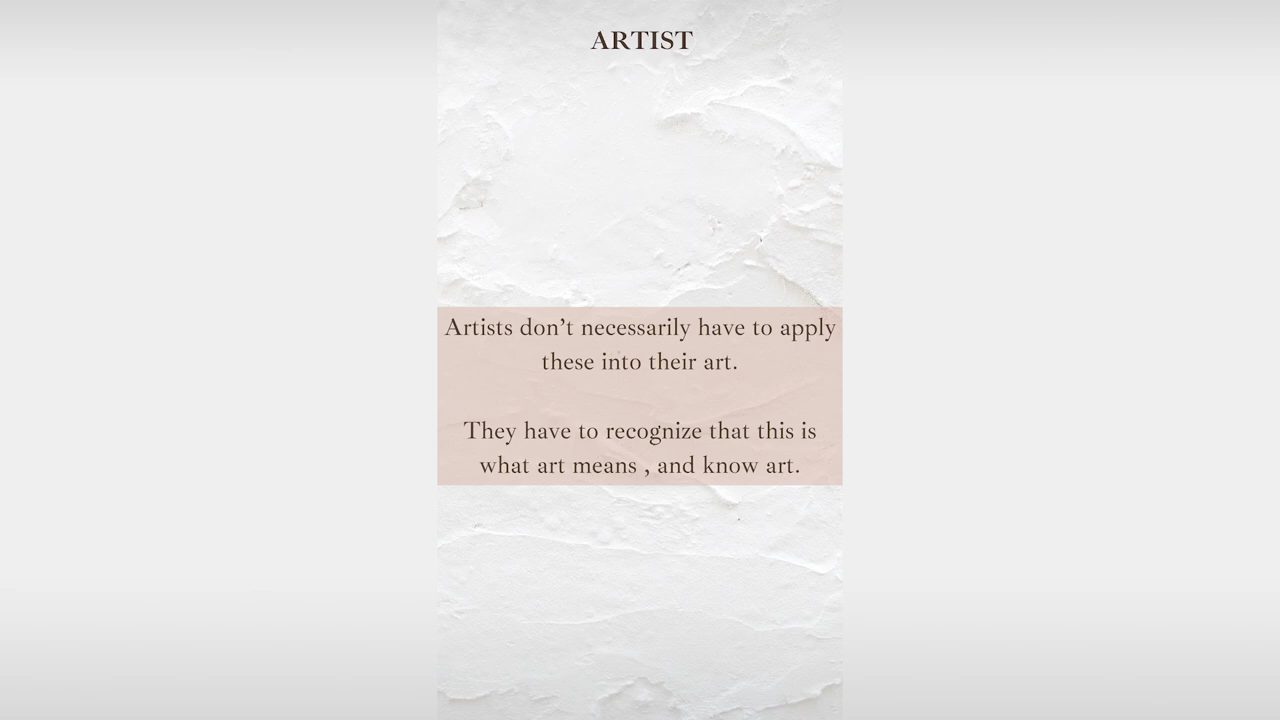 ARTIST
Artists don’t necessarily have to apply
these into their art.
They have to recognize that this is
what art means , and know art.